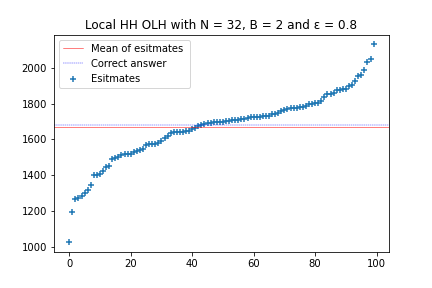 Local HH OLH with N = 32, B = 2 and ε = 0.8
Mean of esitmates
Correct answer
Esitmates
2000
1800
1600
1400
1200
1000
0 20 40 60 80 100